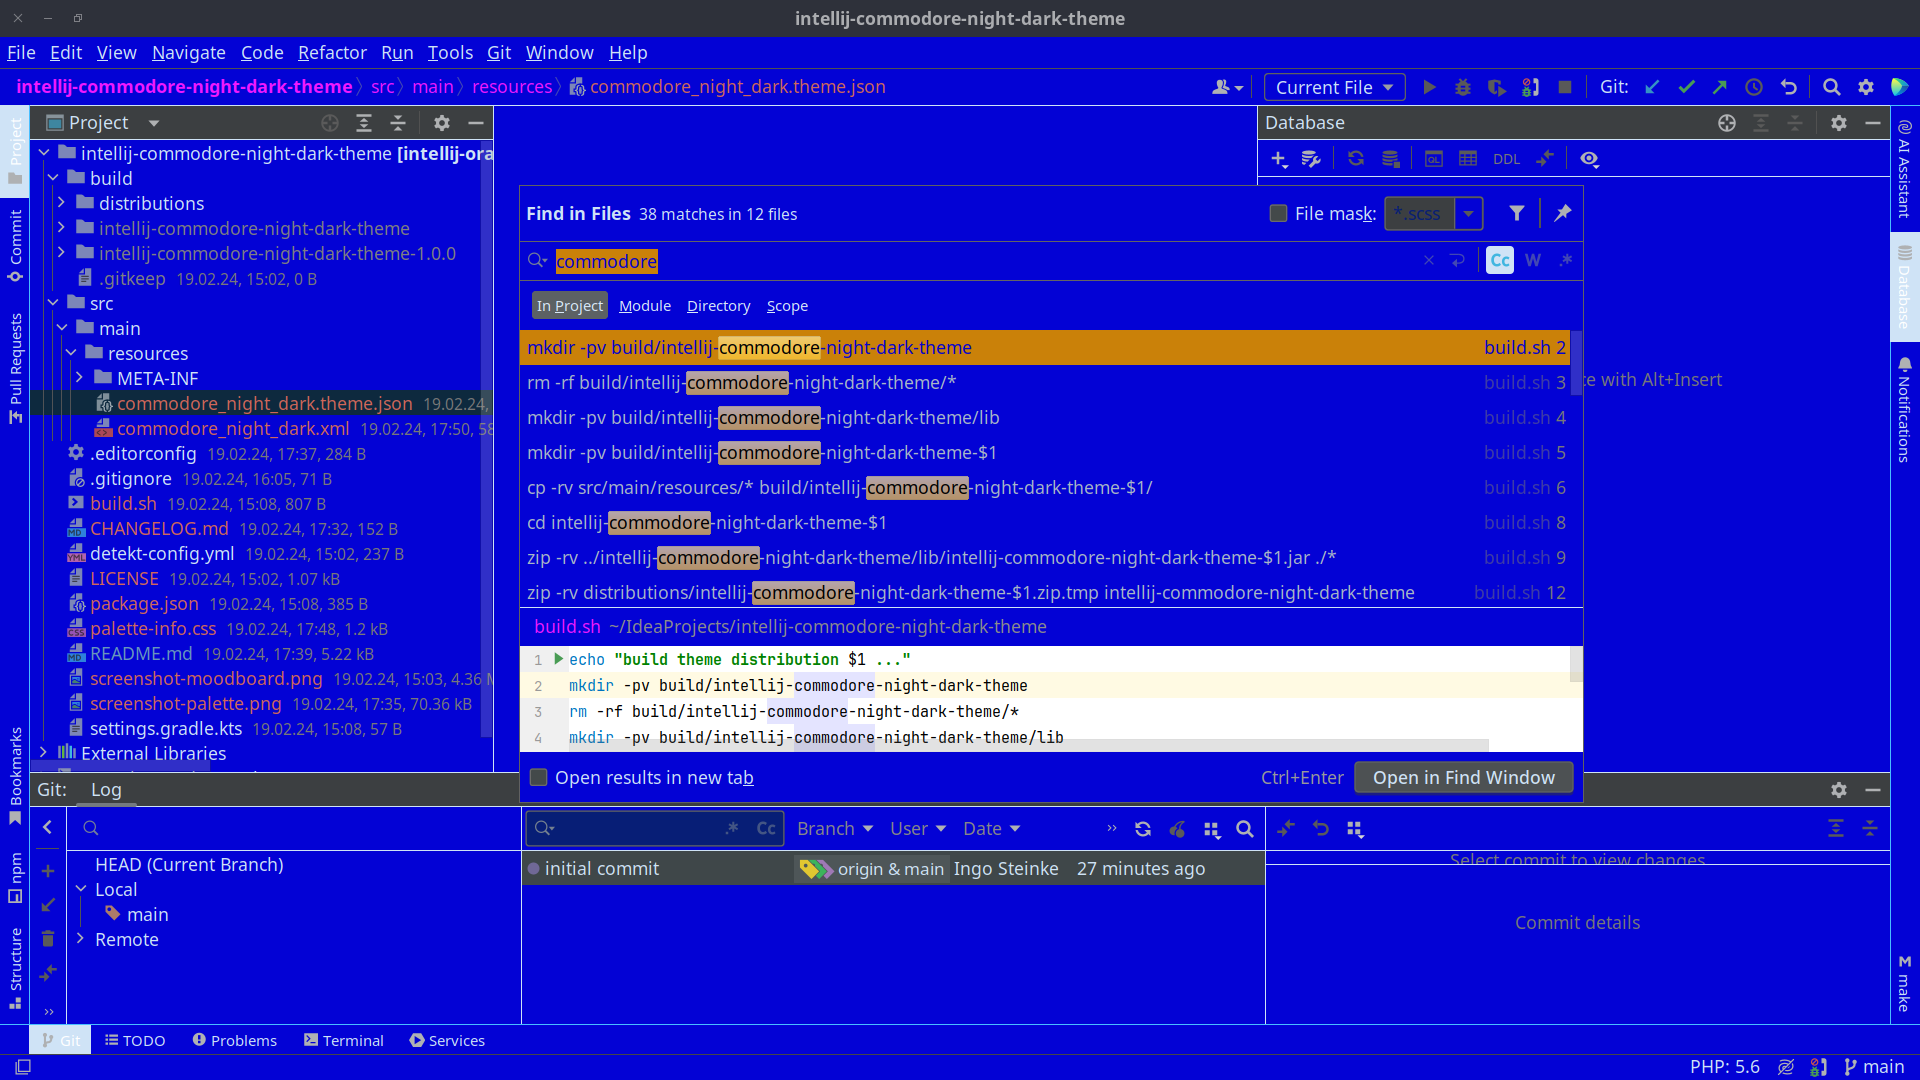 intellij-commodore-night-dark-theme
File Edit View Navigate Code Refactor Run Tools Git Window Help
intellij-commodore-night-dark-theme src main resources commodore_night_dark.theme.json
Current File
Git:
Project
intellij-commodore-night-dark-theme [intellij-ora
build
distributions
intellij-commodore-night-dark-theme
intellij-commodore-night-dark-theme-1.0.0
.gitkeep 19.02.24, 15:02, 0 B
src
main
resources
META-INF
commodore_night_dark.theme.json 19.02.24,
commodore_night_dark.xml 19.02.24, 17:50, 58
.editorconfig 19.02.24, 17:37, 284 B
.gitignore 19.02.24, 16:05, 71 B
build.sh 19.02.24, 15:08, 807 B
CHANGELOG.md 19.02.24, 17:32, 152 B
detekt-config.yml 19.02.24, 15:02, 237 B
LICENSE 19.02.24, 15:02, 1.07 kB
package.json 19.02.24, 15:08, 385 B
palette-info.css 19.02.24, 17:48, 1.2 kB
README.md 19.02.24, 17:39, 5.22 kB
screenshot-moodboard.png 19.02.24, 15:03, 4.36 M
screenshot-palette.png 19.02.24, 17:35, 70.36 kB
settings.gradle.kts 19.02.24, 15:08, 57 B
External Libraries
Project
Commit
Pull Requests
Bookmarks
npm
Structure
Find in Files 38 matches in 12 files
File mask: *.scss
commodore
Cc W .*
In Project Module Directory Scope
mkdir -pv build/intellij-commodore-night-dark-theme build.sh 2
rm -rf build/intellij-commodore-night-dark-theme/* build.sh 3
mkdir -pv build/intellij-commodore-night-dark-theme/lib build.sh 4
mkdir -pv build/intellij-commodore-night-dark-theme-$1 build.sh 5
cp -rv src/main/resources/* build/intellij-commodore-night-dark-theme-$1/ build.sh 6
cd intellij-commodore-night-dark-theme-$1 build.sh 8
zip -rv ../intellij-commodore-night-dark-theme/lib/intellij-commodore-night-dark-theme-$1.jar ./* build.sh 9
zip -rv distributions/intellij-commodore-night-dark-theme-$1.zip.tmp intellij-commodore-night-dark-theme build.sh 12
build.sh ~/IdeaProjects/intellij-commodore-night-dark-theme
1 echo "build theme distribution $1 ..."
2 mkdir -pv build/intellij-commodore-night-dark-theme
3 rm -rf build/intellij-commodore-night-dark-theme/*
4 mkdir -pv build/intellij-commodore-night-dark-theme/lib
Open results in new tab Ctrl+Enter Open in Find Window
Database
QL DDL
te with Alt+Insert
AI Assistant
Database
Notifications
M make
Git: Log
HEAD (Current Branch)
Local
main
Remote
.* Cc Branch User Date
initial commit origin & main Ingo Steinke 27 minutes ago
Select commit to view changes
Commit details
Git TODO Problems Terminal Services
PHP: 5.6 main